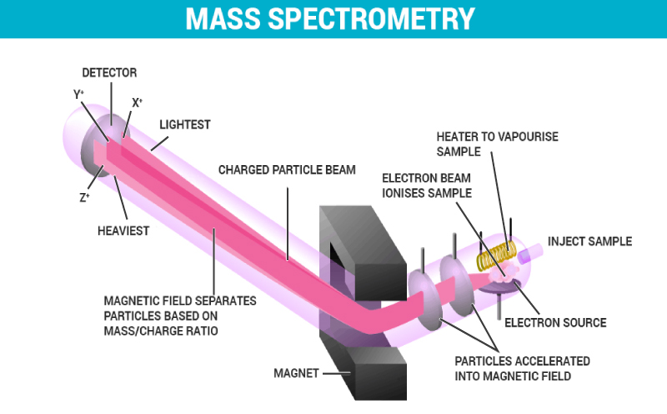 MASS SPECTROMETRY
DETECTOR
Y⁺
X⁺
LIGHTEST
HEATER TO VAPOURISE
SAMPLE
CHARGED PARTICLE BEAM
ELECTRON BEAM
IONISES SAMPLE
Z⁺
HEAVIEST
INJECT SAMPLE
MAGNETIC FIELD SEPARATES
PARTICLES BASED ON
MASS/CHARGE RATIO
ELECTRON SOURCE
PARTICLES ACCELERATED
INTO MAGNETIC FIELD
MAGNET